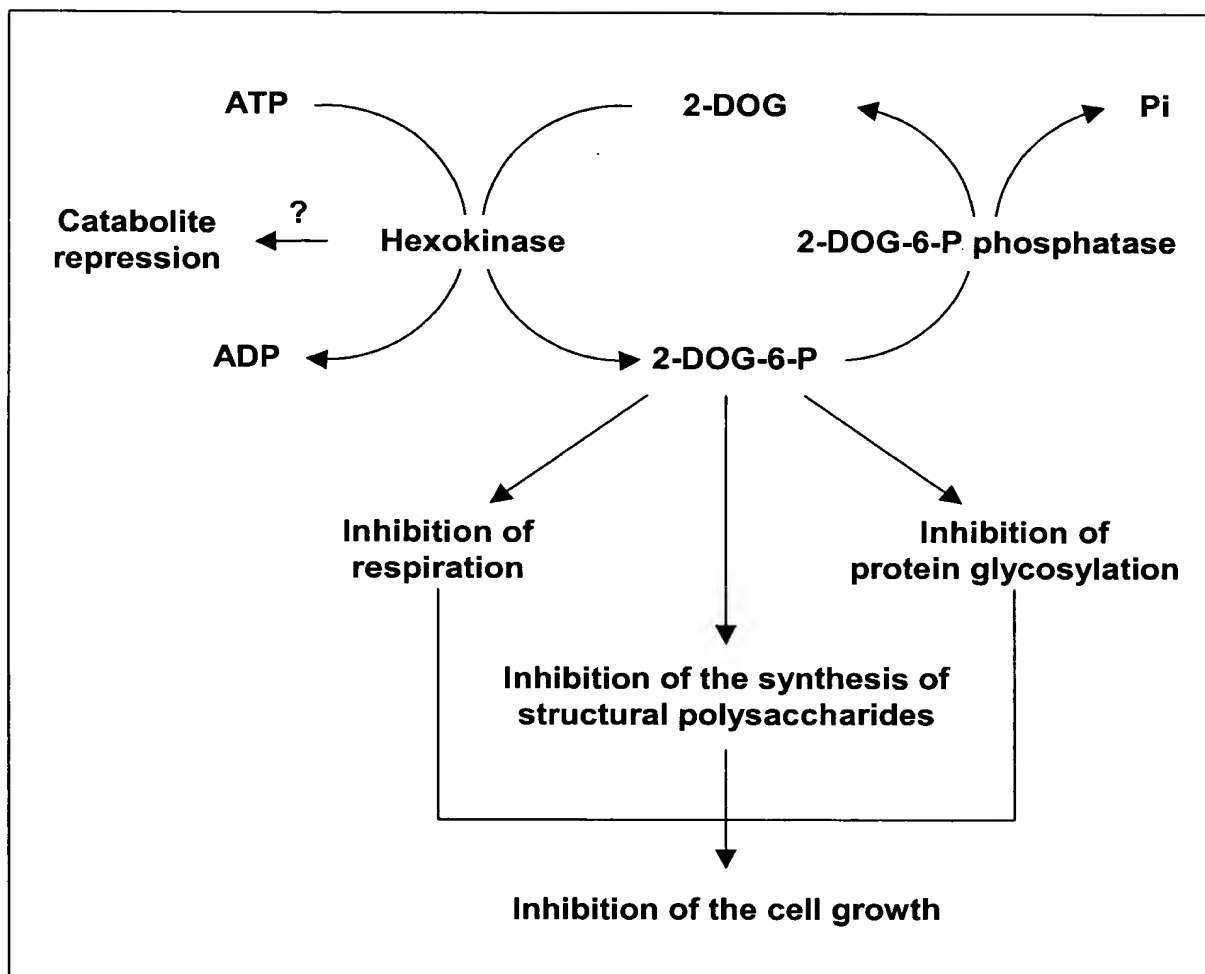 ATP
2-DOG
Pi
?
Catabolite
repression
Hexokinase
2-DOG-6-P phosphatase
ADP
2-DOG-6-P
Inhibition of
respiration
Inhibition of
protein glycosylation
Inhibition of the synthesis of
structural polysaccharides
Inhibition of the cell growth